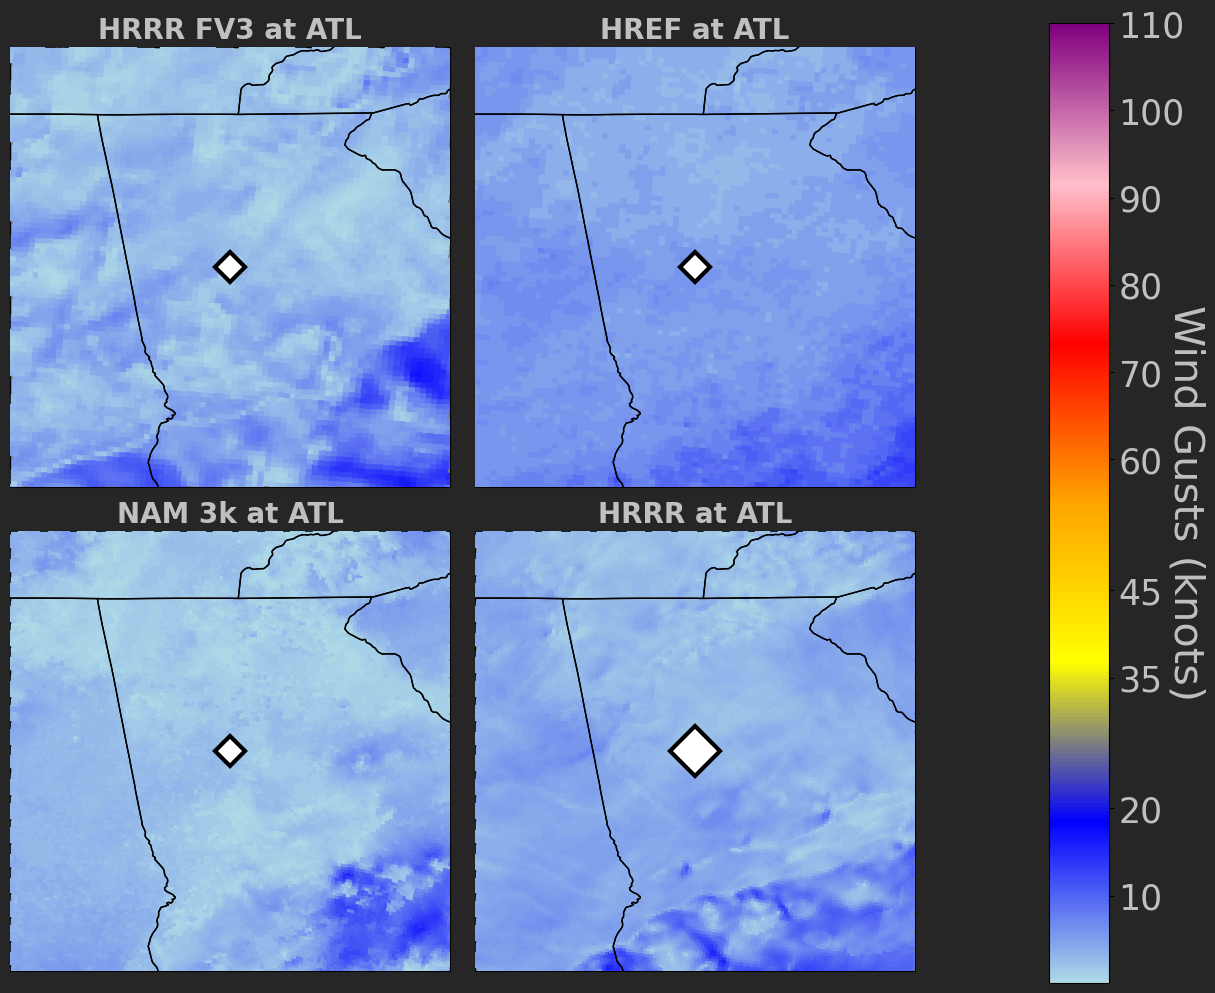 HRRR FV3 at ATL
HREF at ATL
NAM 3k at ATL
HRRR at ATL
110
100
90
80
70
60
45
35
20
10
Wind Gusts (knots)